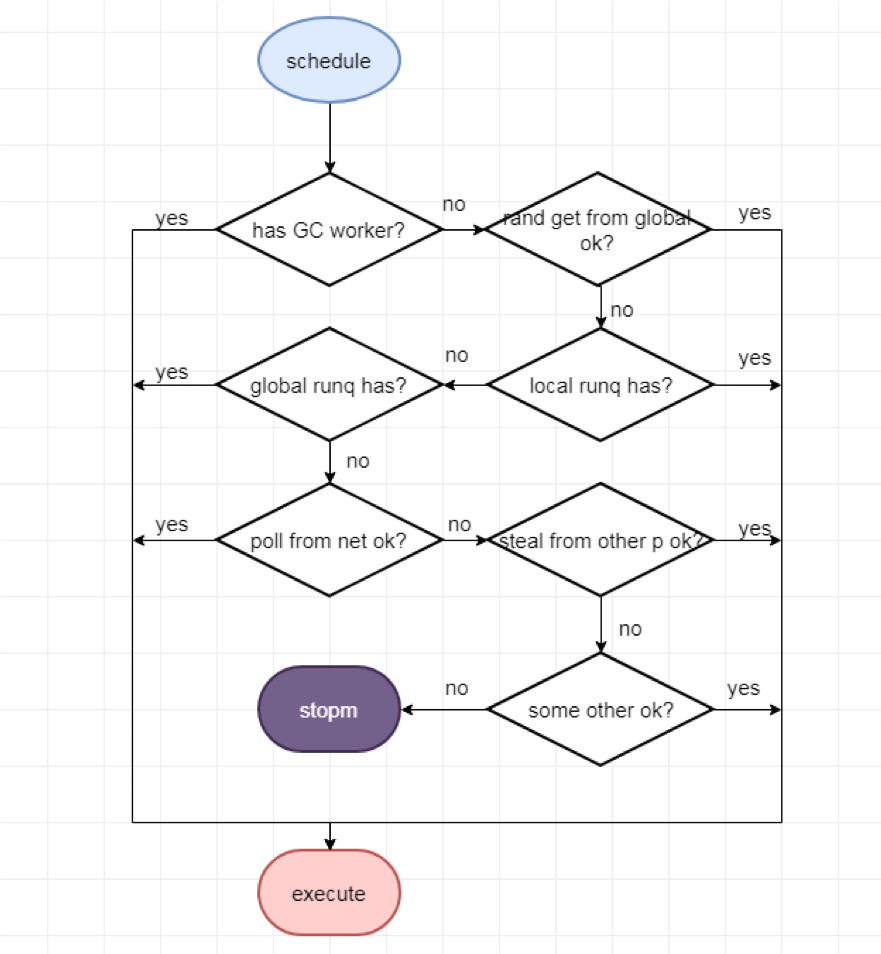 schedule
yes
has GC worker?
no
rand get from global
ok?
yes
no
yes
global runq has?
no
local runq has?
yes
no
yes
poll from net ok?
no
steal from other p ok?
yes
no
stopm
no
some other ok?
yes
execute